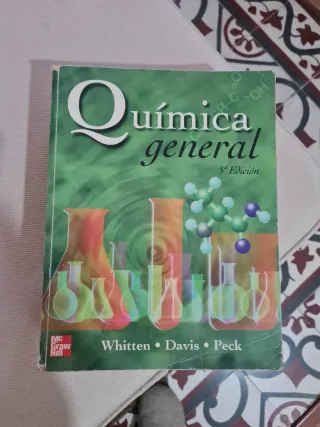 Química
general
5ª Edición
Whitten • Davis • Peck
Mc
Graw
Hill